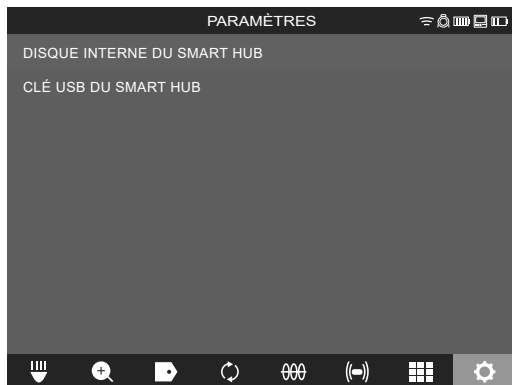 PARAMÈTRES
DISQUE INTERNE DU SMART HUB
CLÉ USB DU SMART HUB